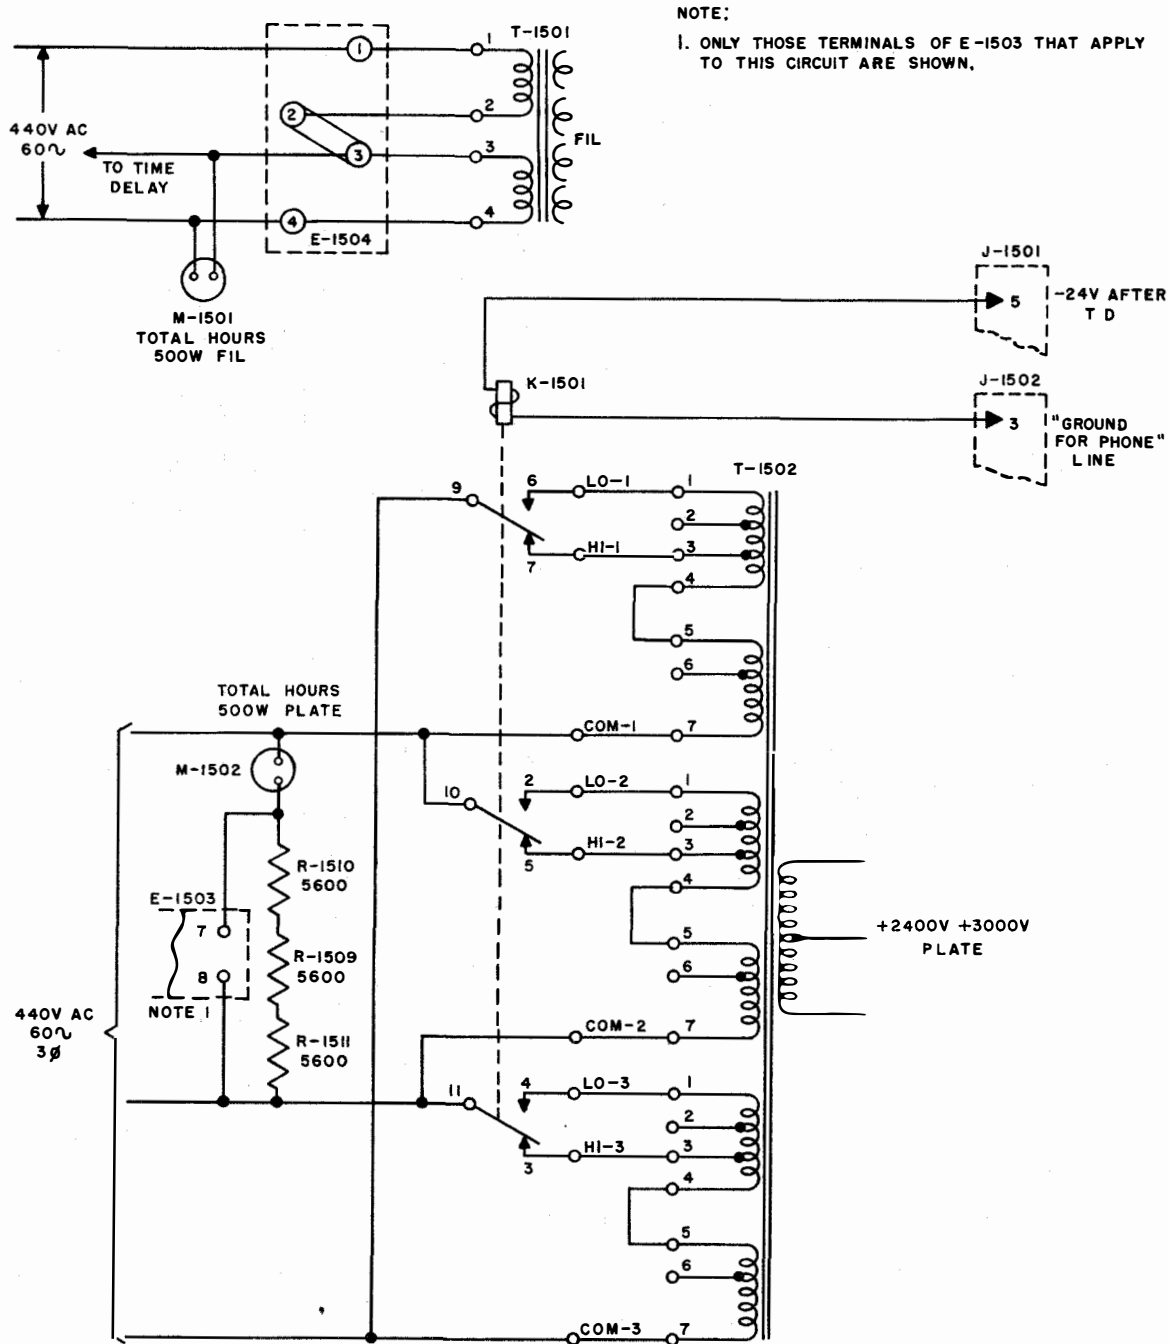 NOTE:
1. ONLY THOSE TERMINALS OF E-1503 THAT APPLY
TO THIS CIRCUIT ARE SHOWN.
T-1501
1
1
2
2
3
3
4
4
FIL
E-1504
440V AC
60∿
TO TIME
DELAY
M-1501
TOTAL HOURS
500W FIL
J-1501
5
-24V AFTER
T D
K-1501
J-1502
3
"GROUND
FOR PHONE"
LINE
T-1502
9
6
LO-1
1
2
7
HI-1
3
4
5
6
COM-1
7
TOTAL HOURS
500W PLATE
M-1502
10
2
LO-2
1
2
5
HI-2
3
4
5
6
COM-2
7
R-1510
5600
R-1509
5600
R-1511
5600
E-1503
7
8
NOTE 1
440V AC
60∿
3ø
+2400V +3000V
PLATE
11
4
LO-3
1
2
3
HI-3
3
4
5
6
COM-3
7